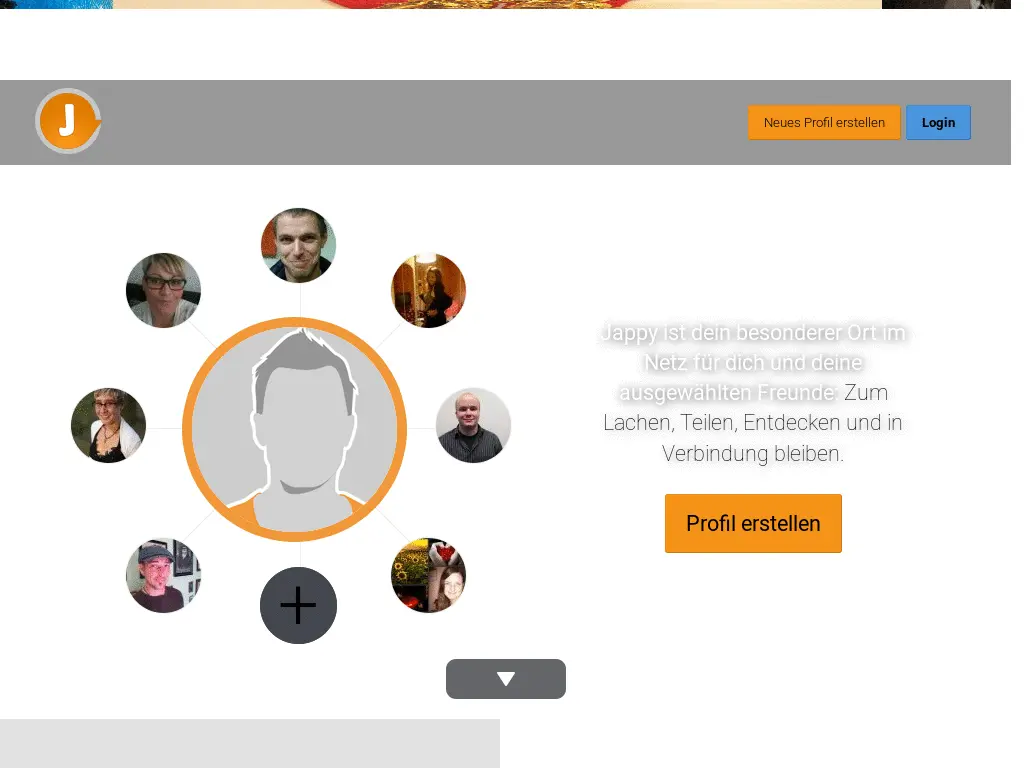 J
Neues Profil erstellen
Login
Jappy ist dein besonderer Ort im
Netz für dich und deine
ausgewählten Freunde: Zum
Lachen, Teilen, Entdecken und in
Verbindung bleiben.
Profil erstellen